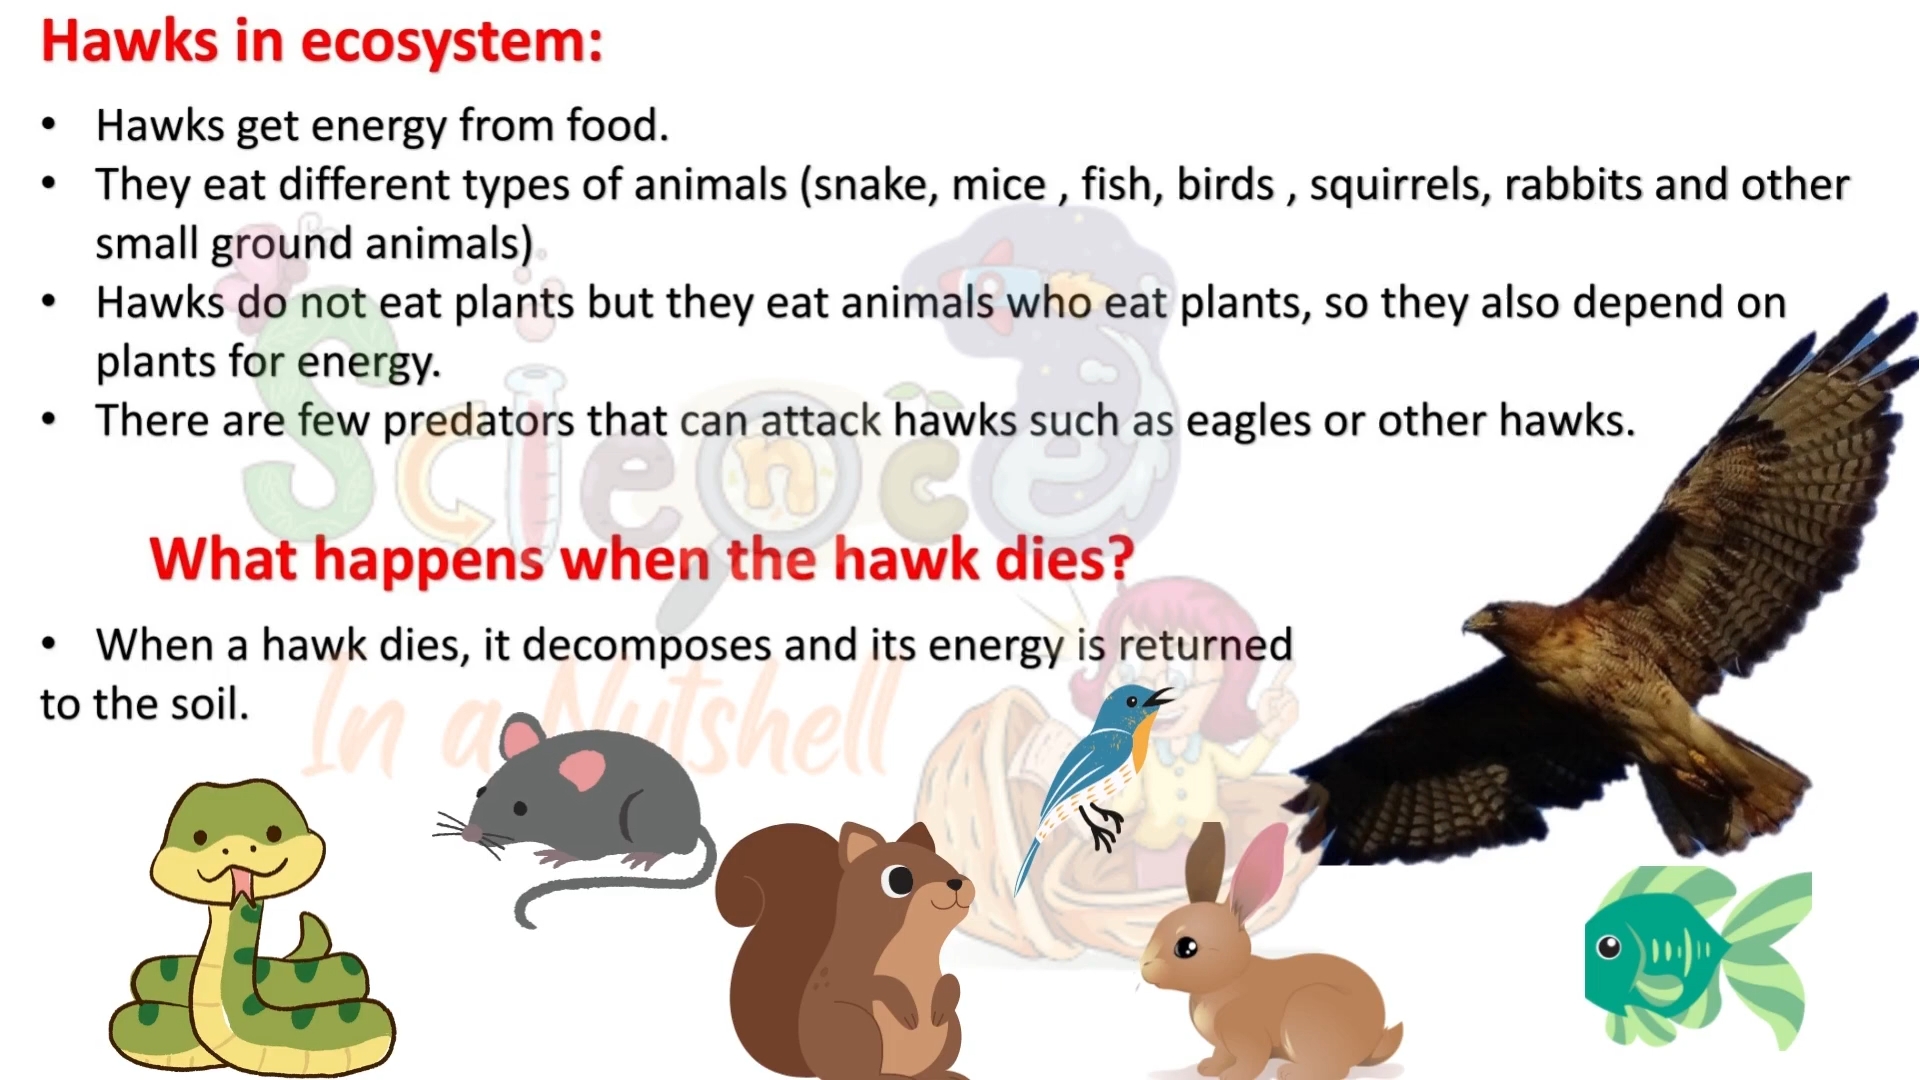 Hawks in ecosystem:
• Hawks get energy from food.
• They eat different types of animals (snake, mice , fish, birds , squirrels, rabbits and other
small ground animals)
• Hawks do not eat plants but they eat animals who eat plants, so they also depend on
plants for energy.
• There are few predators that can attack hawks such as eagles or other hawks.
Science
What happens when the hawk dies?
• When a hawk dies, it decomposes and its energy is returned
to the soil.
In a Nutshell